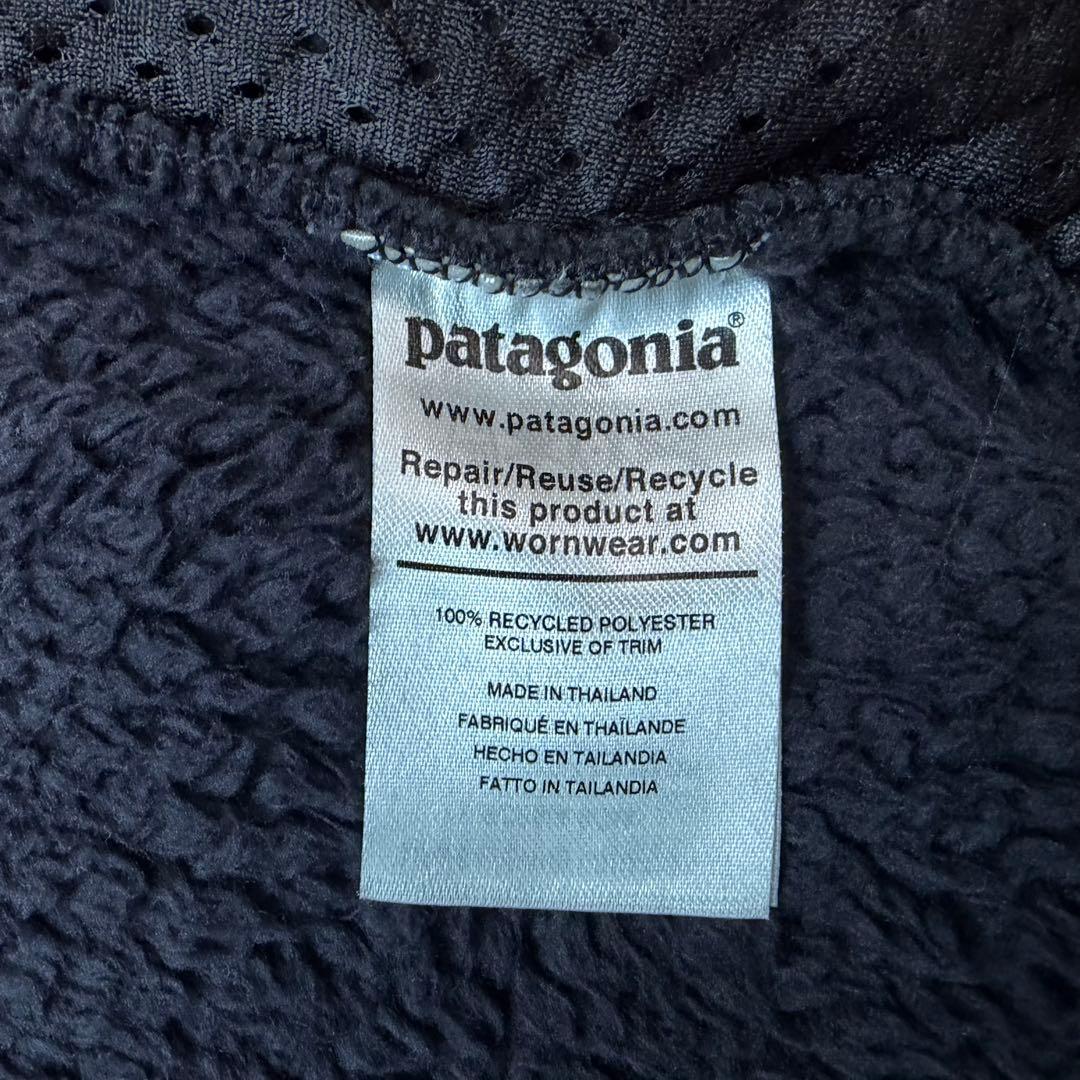 patagonia®
www.patagonia.com
Repair/Reuse/Recycle
this product at
www.wornwear.com
100% RECYCLED POLYESTER
EXCLUSIVE OF TRIM
MADE IN THAILAND
FABRIQUÉ EN THAÏLANDE
HECHO EN TAILANDIA
FATTO IN TAILANDIA